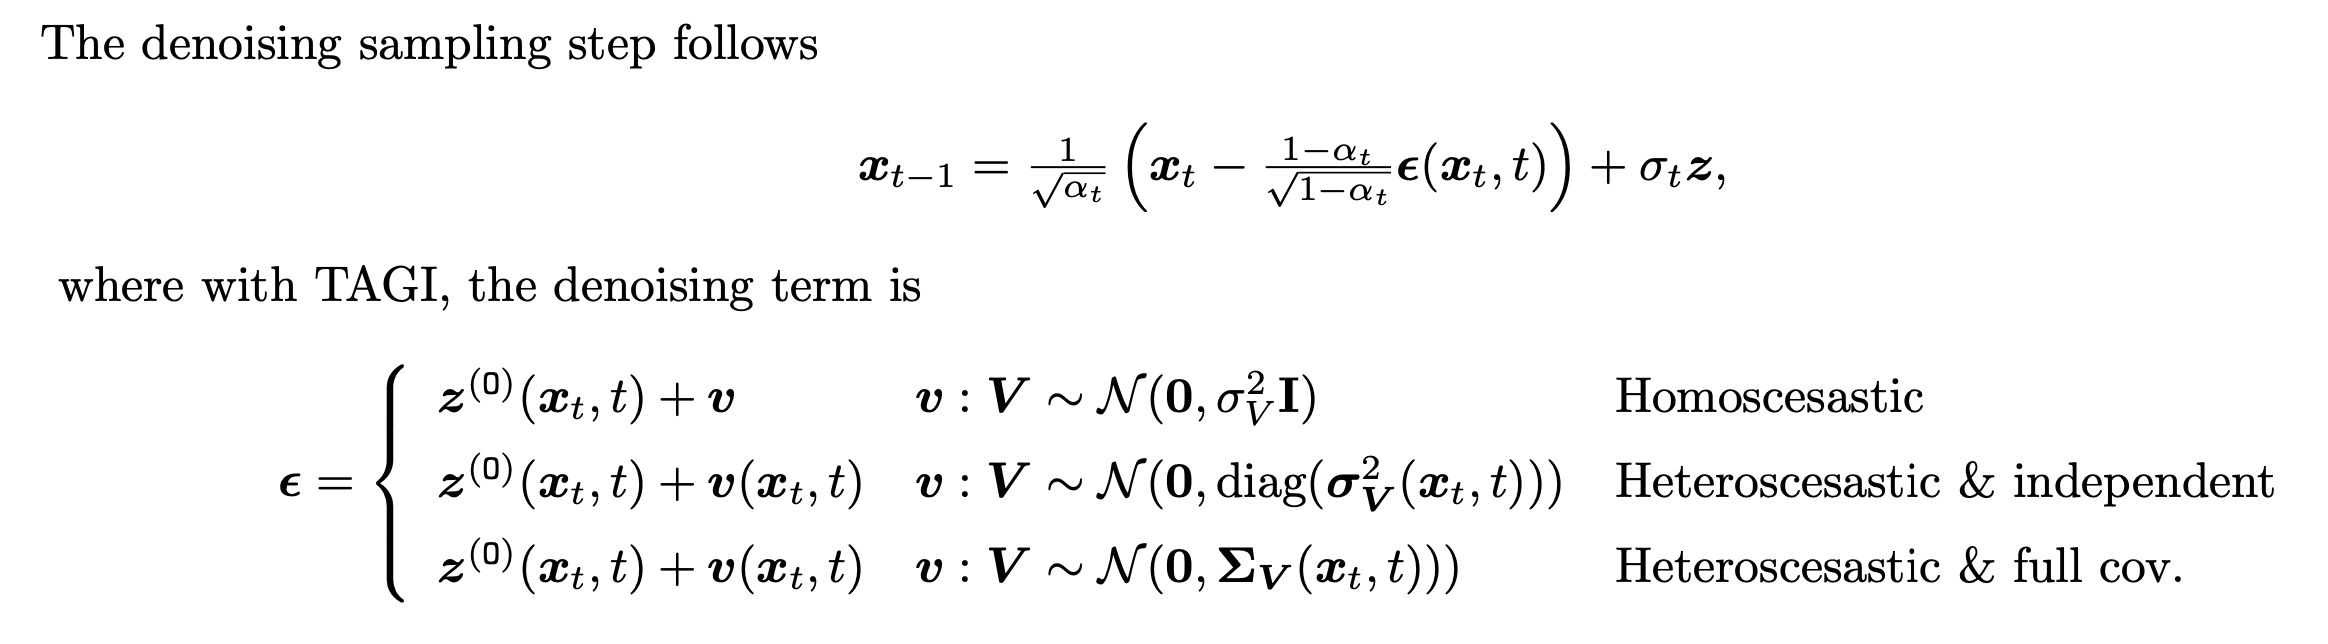 The denoising sampling step follows
$\boldsymbol{x}_{t-1} = \frac{1}{\sqrt{\alpha_t}} \left( \boldsymbol{x}_t - \frac{1-\alpha_t}{\sqrt{1-\alpha_t}} \boldsymbol{\epsilon}(\boldsymbol{x}_t, t) \right) + \sigma_t \boldsymbol{z},$
where with TAGI, the denoising term is
$\boldsymbol{\epsilon} = \begin{cases} \boldsymbol{z}^{(0)}(\boldsymbol{x}_t, t) + \boldsymbol{v} & \boldsymbol{v} : \boldsymbol{V} \sim \mathcal{N}(\mathbf{0}, \sigma_V^2 \mathbf{I}) & \text{Homoscesastic} \\
\boldsymbol{z}^{(0)}(\boldsymbol{x}_t, t) + \boldsymbol{v}(\boldsymbol{x}_t, t) & \boldsymbol{v} : \boldsymbol{V} \sim \mathcal{N}(\mathbf{0}, \text{diag}(\boldsymbol{\sigma}_{\boldsymbol{V}}^2(\boldsymbol{x}_t, t))) & \text{Heteroscesastic \& independent} \\
\boldsymbol{z}^{(0)}(\boldsymbol{x}_t, t) + \boldsymbol{v}(\boldsymbol{x}_t, t) & \boldsymbol{v} : \boldsymbol{V} \sim \mathcal{N}(\mathbf{0}, \boldsymbol{\Sigma}_{\boldsymbol{V}}(\boldsymbol{x}_t, t))) & \text{Heteroscesastic \& full cov.} \end{cases}$